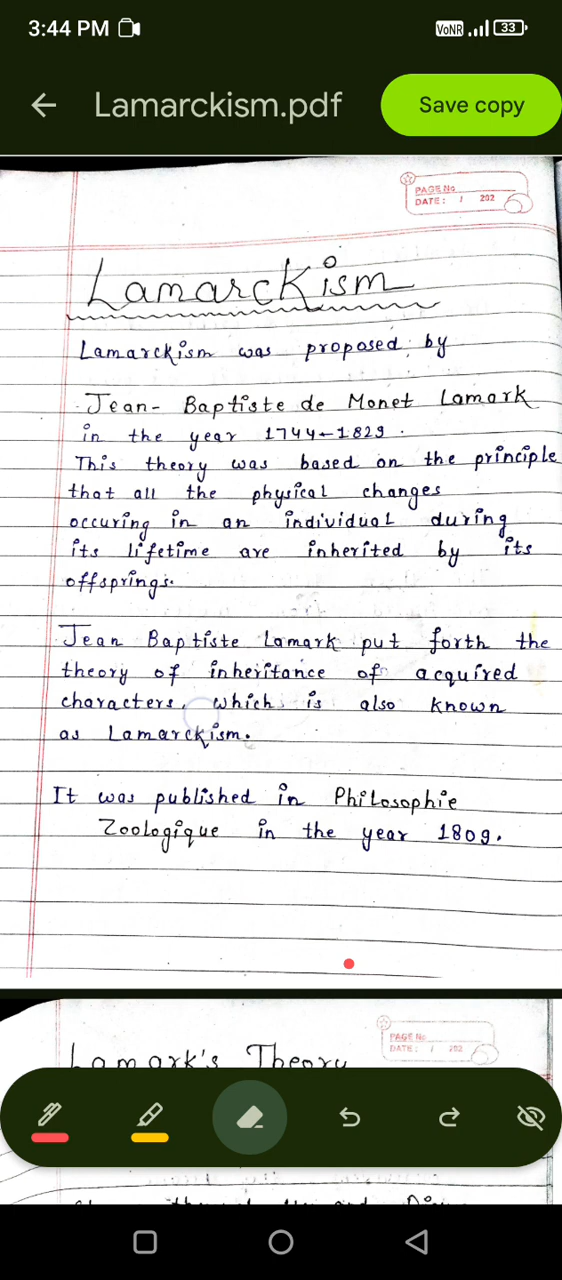 3:44 PM
VoNR 33
Lamarckism.pdf
Save copy
PAGE No.
DATE: / 202
Lamarckism
Lamarckism was proposed by
Jean- Baptiste de Monet Lamark
in the year 1744-1829.
This theory was based on the principle
that all the physical changes
occuring in an individual during
its lifetime are inherited by its
offsprings.
Jean Baptiste Lamark put forth the
theory of inheritance of acquired
characters, which is also known
as Lamarckism.
It was published in Philosophie
Zoologique in the year 1809.
PAGE No.
DATE: / 202
Lamark's Theory